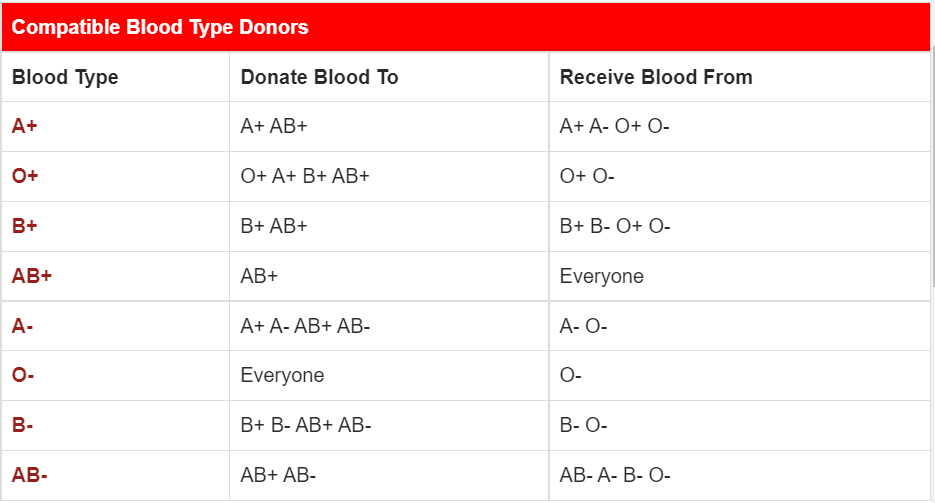 Compatible Blood Type Donors
Blood Type Donate Blood To Receive Blood From
A+ A+ AB+ A+ A- O+ O-
O+ O+ A+ B+ AB+ O+ O-
B+ B+ AB+ B+ B- O+ O-
AB+ AB+ Everyone
A- A+ A- AB+ AB- A- O-
O- Everyone O-
B- B+ B- AB+ AB- B- O-
AB- AB+ AB- AB- A- B- O-